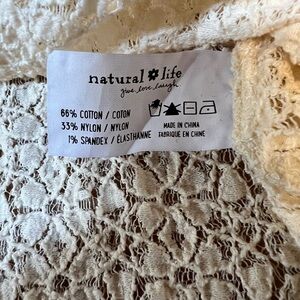 natural life
give. love. laugh.
66% COTTON / COTON
33% NYLON / NYLON
1% SPANDEX / ÉLASTHANNE
MADE IN CHINA
FABRIQUÉ EN CHINE